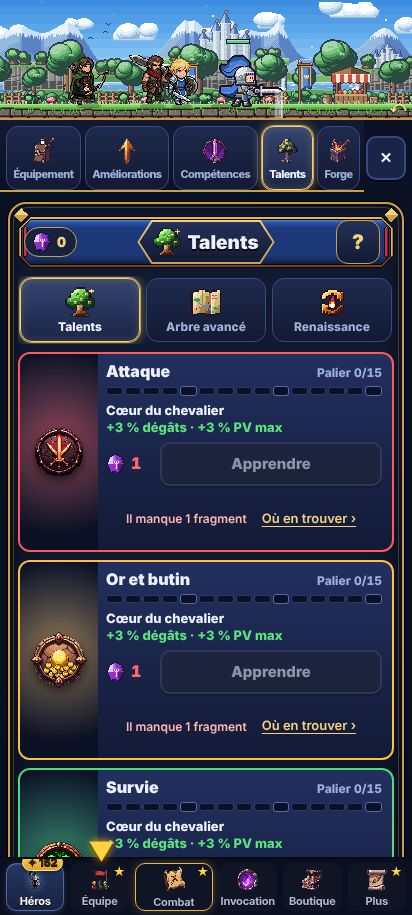 Équipement
Améliorations
Compétences
Talents
Forge
×
0
Talents
?
Talents
Arbre avancé
Renaissance
Attaque
Palier 0/15
Cœur du chevalier
+3 % dégâts · +3 % PV max
1
Apprendre
Il manque 1 fragment
Où en trouver ›
Or et butin
Palier 0/15
Cœur du chevalier
+3 % dégâts · +3 % PV max
1
Apprendre
Il manque 1 fragment
Où en trouver ›
Survie
Palier 0/15
Cœur du chevalier
+3 % dégâts · +3 % PV max
Héros
Équipe
Combat
Invocation
Boutique
Plus